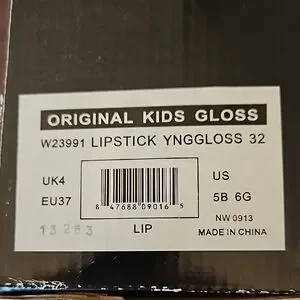 ORIGINAL KIDS GLOSS
W23991 LIPSTICK YNGGLOSS 32
UK4
EU37
8 47688 09016 5
US
5B 6G
13263
LIP
NW 0913
MADE IN CHINA